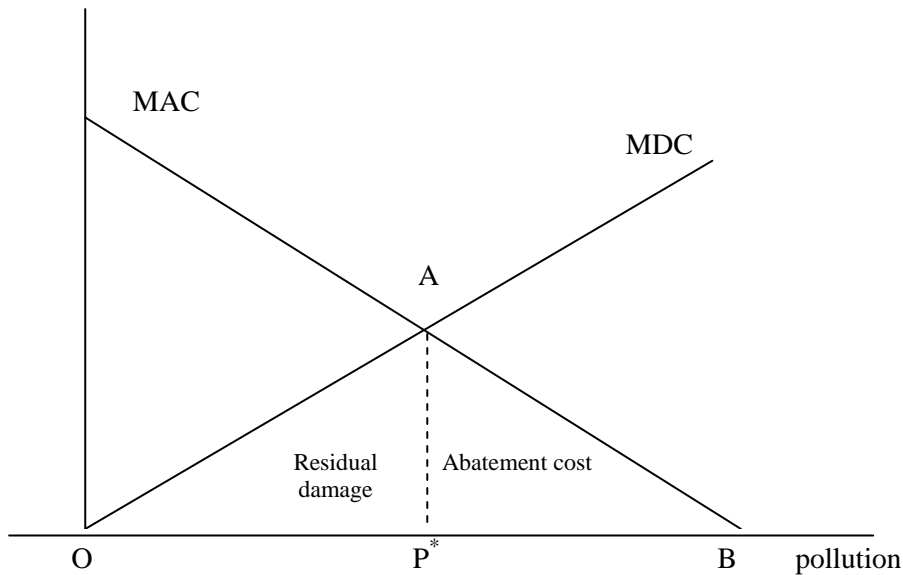 MAC
MDC
A
Residual
damage
Abatement cost
O
P*
B
pollution